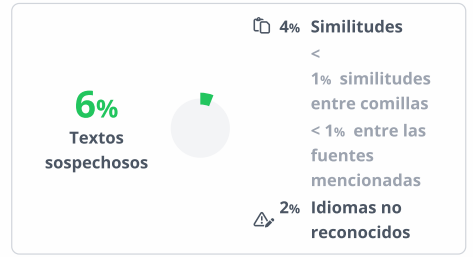 6%
Textos
sospechosos
4% Similitudes
<
1% similitudes
entre comillas
< 1% entre las
fuentes
mencionadas
2% Idiomas no
reconocidos